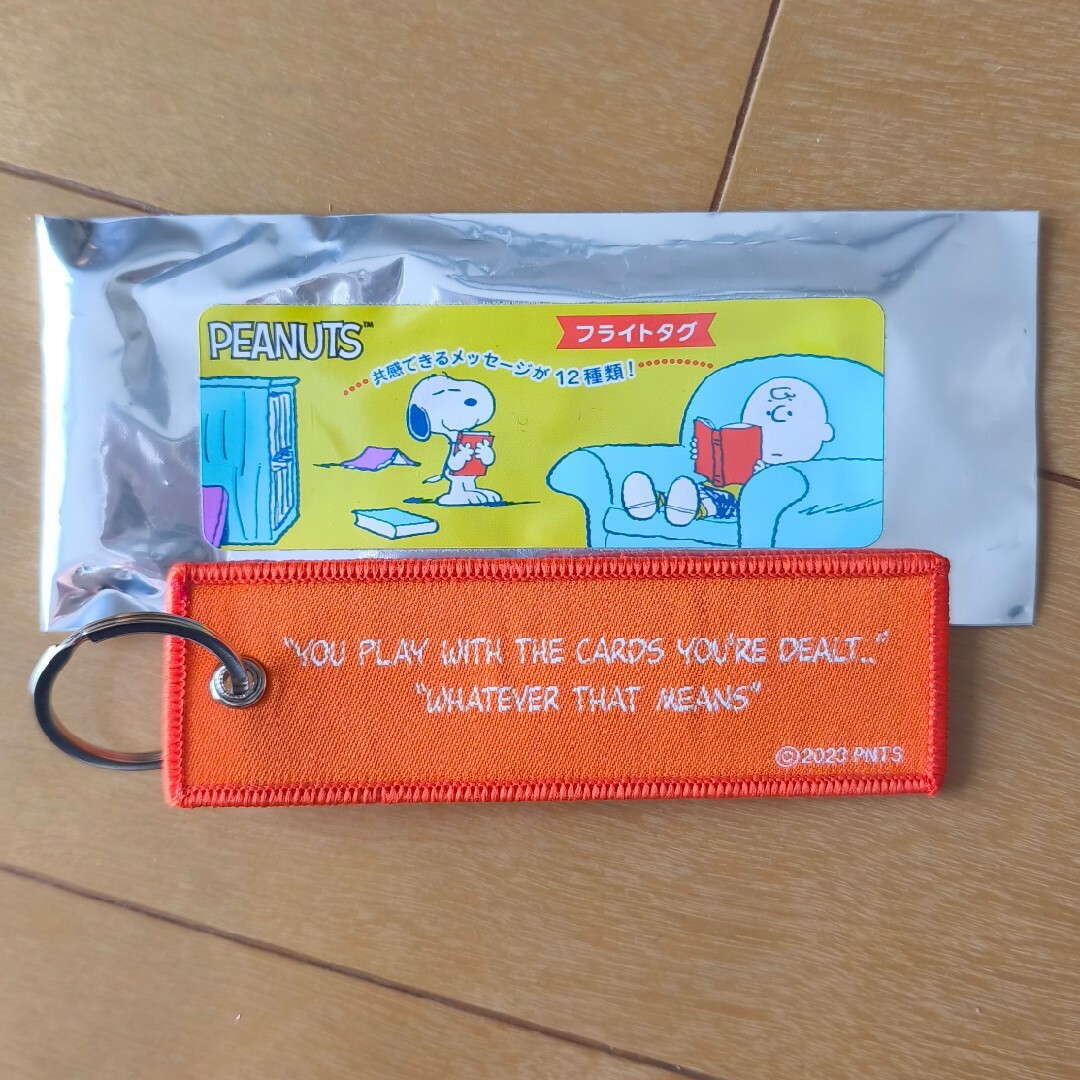 PEANUTS™
フライトタグ
共感できるメッセージが12種類!
"YOU PLAY WITH THE CARDS YOU'RE DEALT.."
"WHATEVER THAT MEANS"
©2023 PNTS